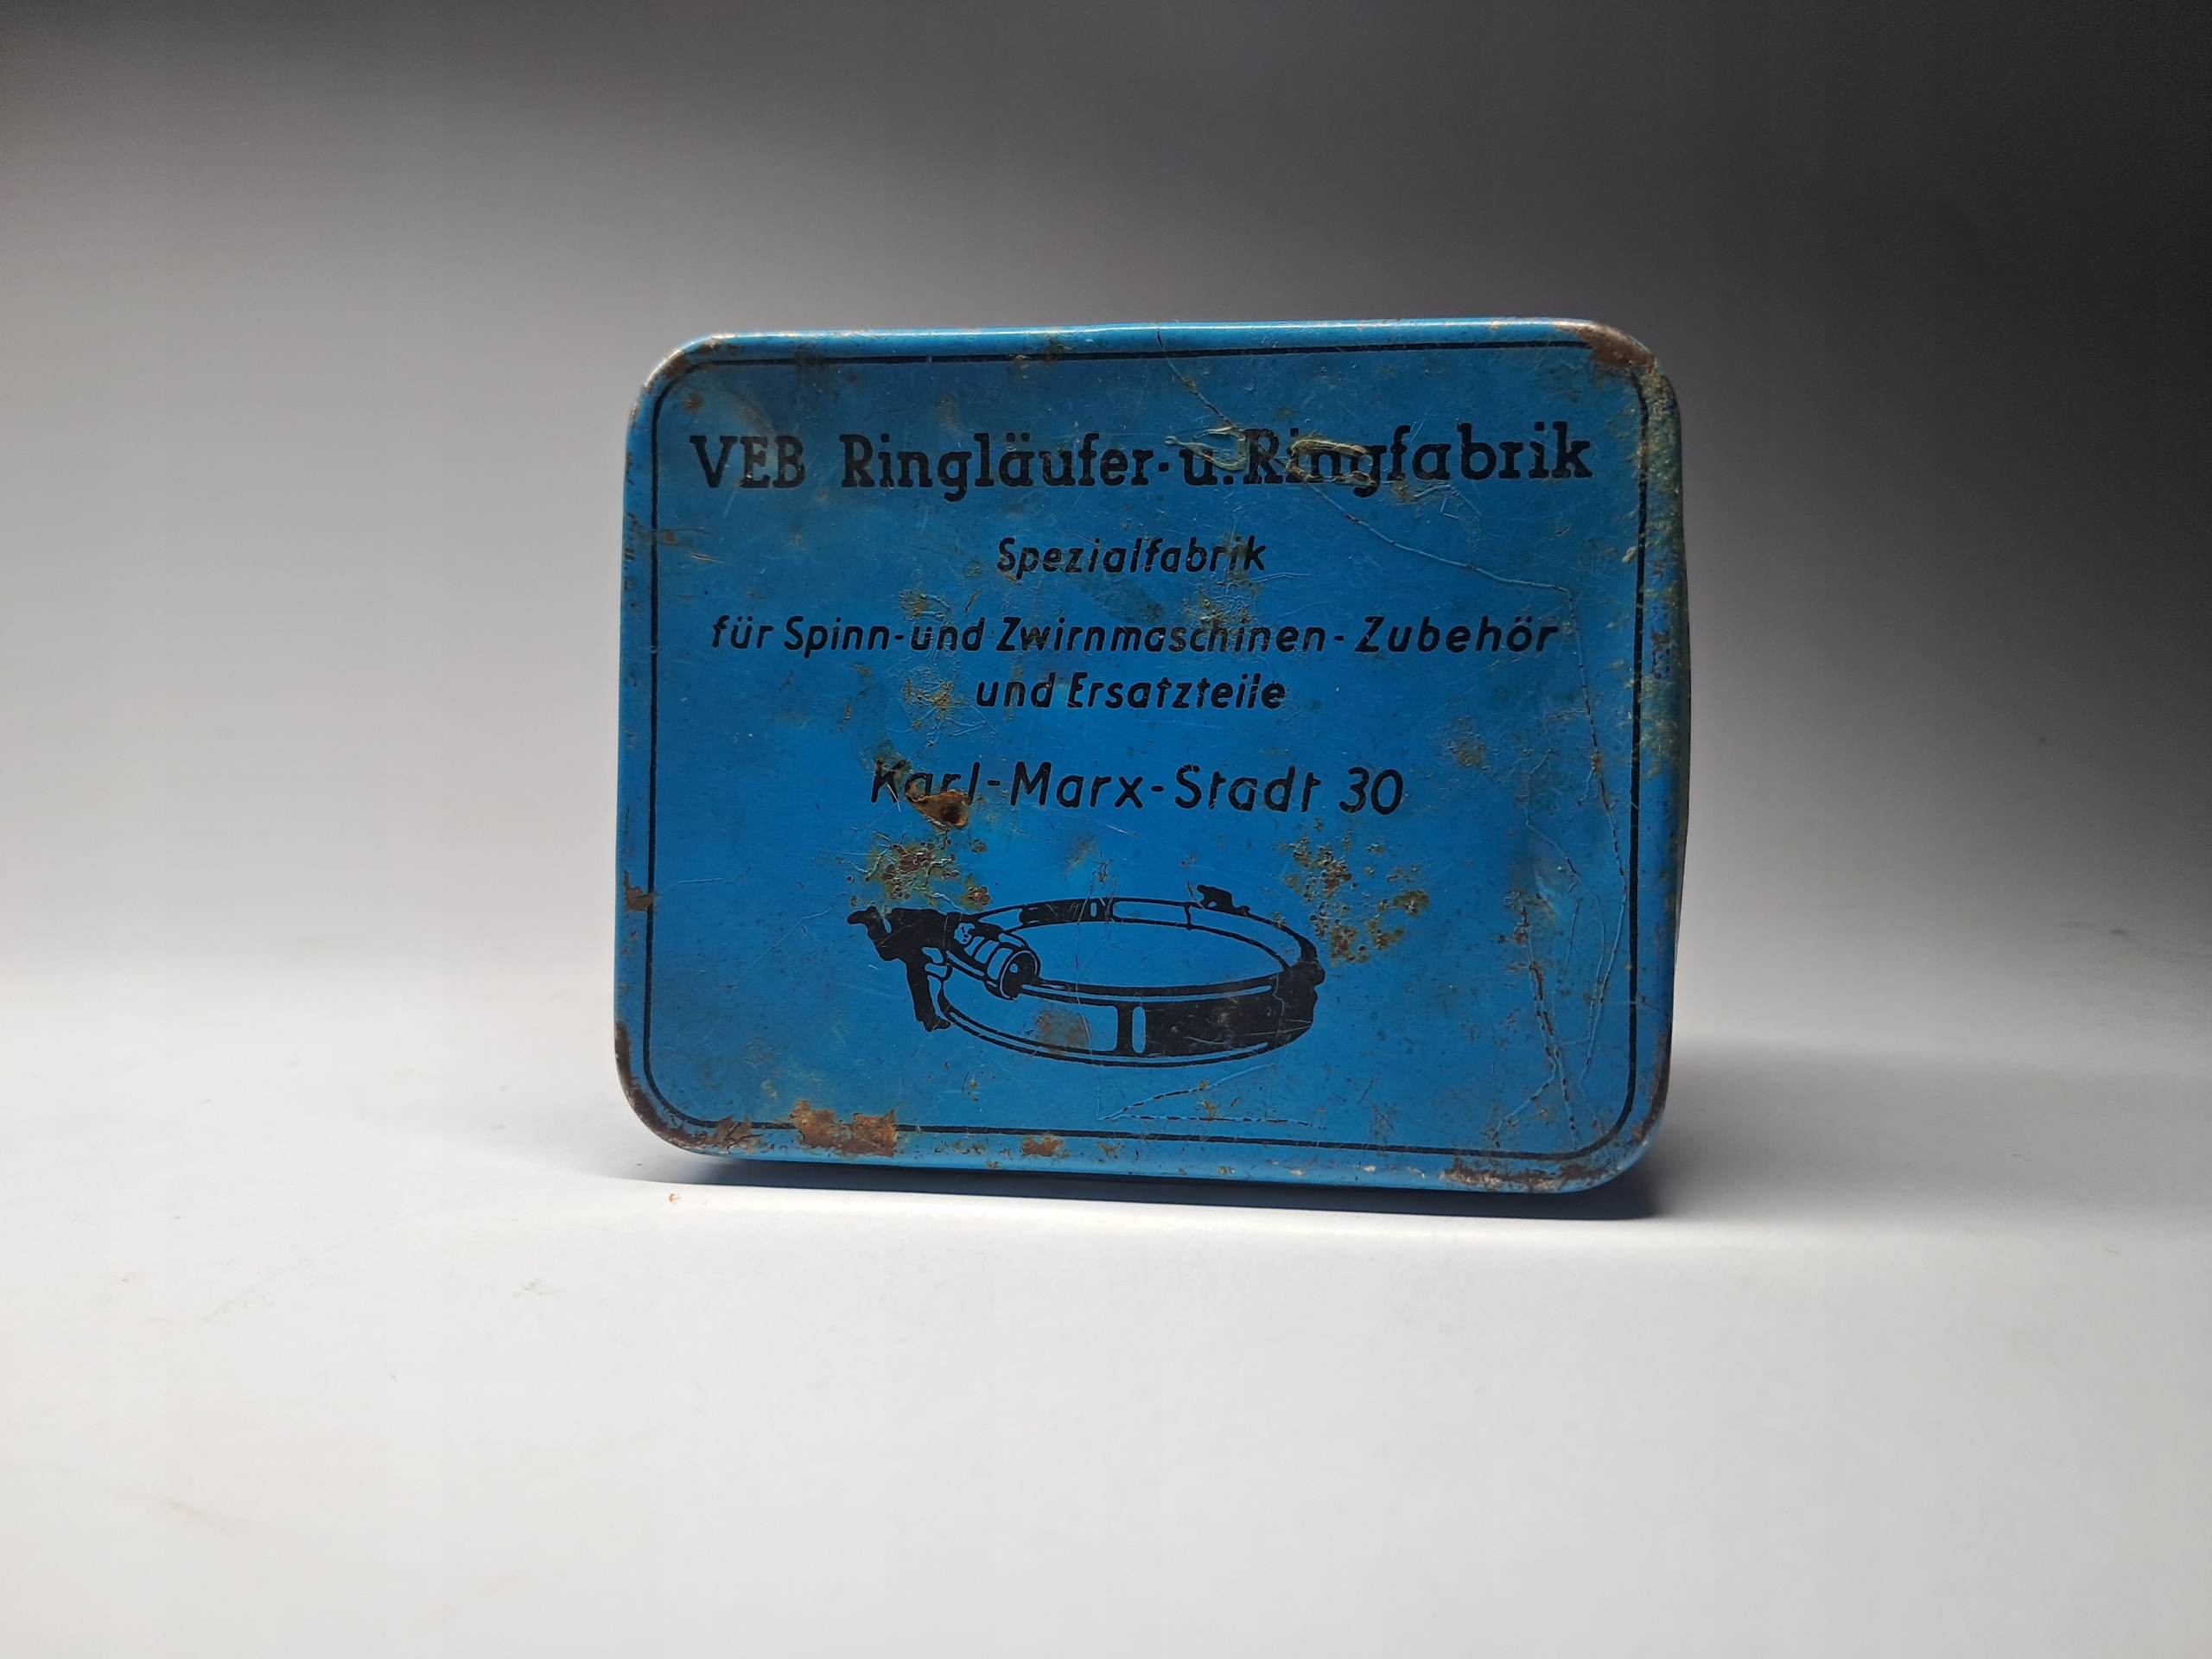 VEB Ringläufer- u. Ringfabrik
Spezialfabrik
für Spinn- und Zwirnmaschinen-Zubehör
und Ersatzteile
Karl-Marx-Stadt 30